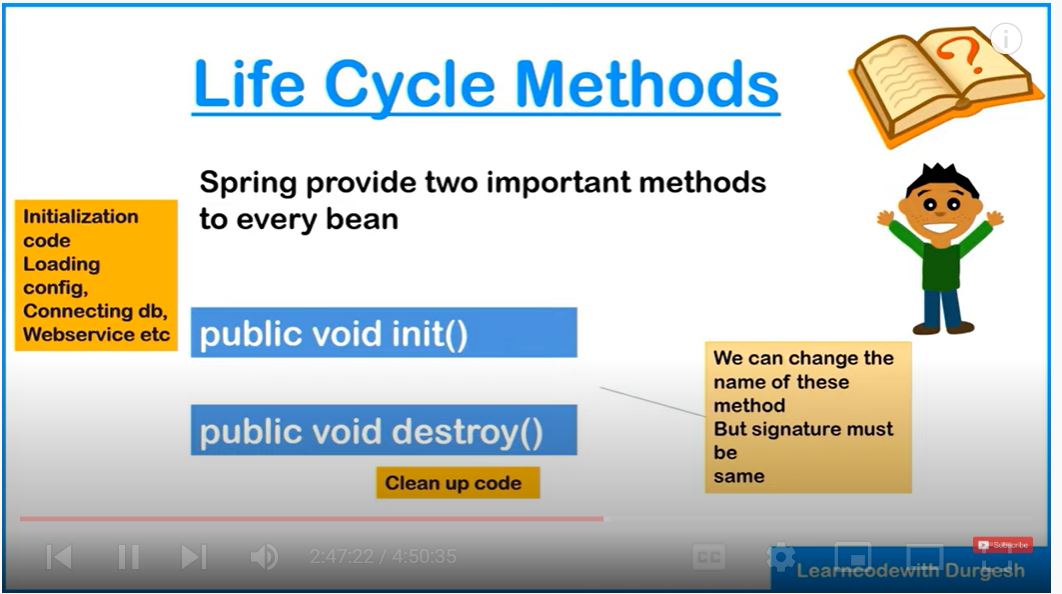 Life Cycle Methods
Spring provide two important methods
to every bean
Initialization
code
Loading
config,
Connecting db,
Webservice etc
public void init()
public void destroy()
Clean up code
We can change the
name of these
method
But signature must
be
same
2:47:22 / 4:50:35
CC
Subscribe
Learncodewith Durgesh